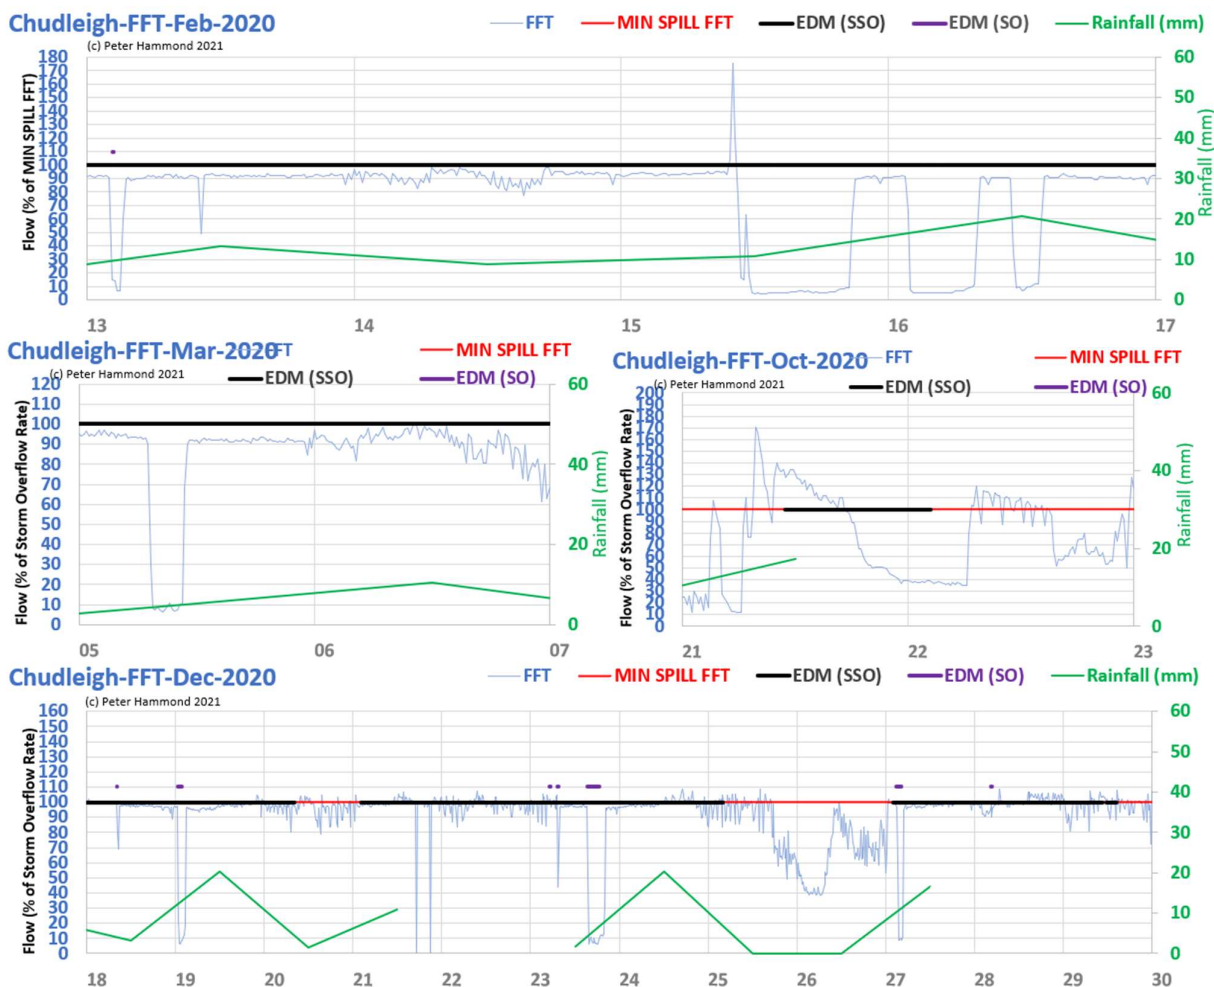 Chudleigh-FFT-Feb-2020
FFT MIN SPILL FFT EDM (SSO) EDM (SO) Rainfall (mm)
(c) Peter Hammond 2021
Flow (% of MIN SPILL FFT)
180 170 160 150 140 130 120 110 100 90 80 70 60 50 40 30 20 10 0
60 50 40 30 20 10 0
Rainfall (mm)
13 14 15 16 17
Chudleigh-FFT-Mar-2020
FFT MIN SPILL FFT
(c) Peter Hammond 2021
EDM (SSO) EDM (SO)
Flow (% of Storm Overflow Rate)
120 110 100 90 80 70 60 50 40 30 20 10 0
60 40 20 0
Rainfall (mm)
05 06 07
Chudleigh-FFT-Oct-2020
FFT MIN SPILL FFT
(c) Peter Hammond 2021
EDM (SSO) EDM (SO)
Flow (% of Storm Overflow Rate)
200 190 180 170 160 150 140 130 120 110 100 90 80 70 60 50 40 30 20 10 0
60 40 20 0
Rainfall (mm)
21 22 23
Chudleigh-FFT-Dec-2020
FFT MIN SPILL FFT EDM (SSO) EDM (SO) Rainfall (mm)
(c) Peter Hammond 2021
Flow (% of Storm Overflow Rate)
160 150 140 130 120 110 100 90 80 70 60 50 40 30 20 10 0
60 50 40 30 20 10 0
18 19 20 21 22 23 24 25 26 27 28 29 30